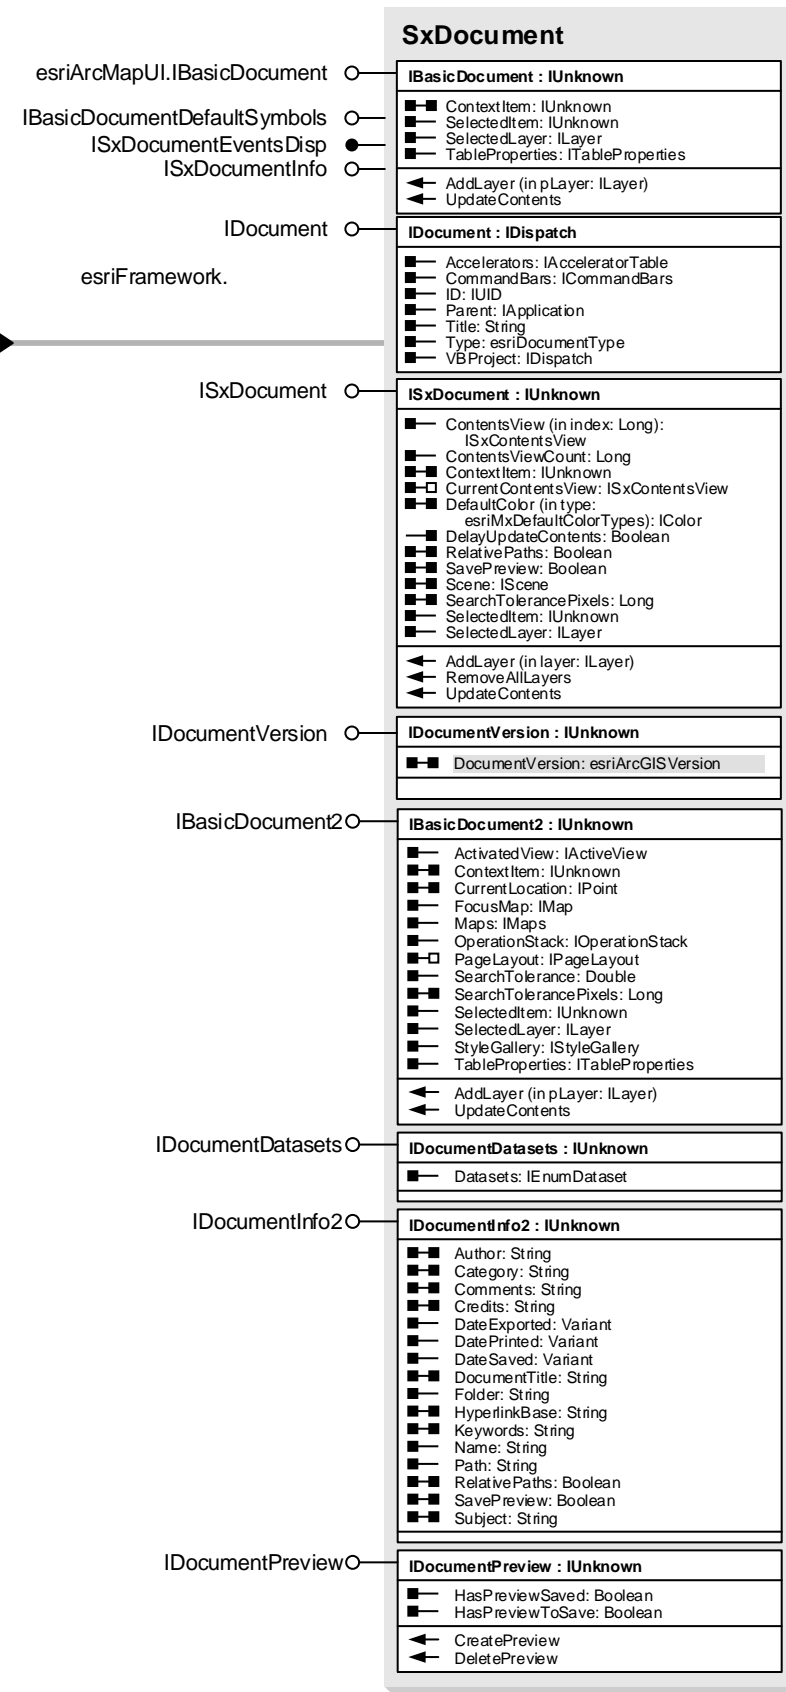 SxDocument
esriArcMapUI.IBasicDocument
IBasicDocument : IUnknown
IBasicDocumentDefaultSymbols
ISxDocumentEventsDisp
ISxDocumentInfo
ContextItem: IUnknown
SelectedItem: IUnknown
SelectedLayer: ILayer
TableProperties: ITableProperties
AddLayer (in pLayer: ILayer)
UpdateContents
IDocument
IDocument : IDispatch
esriFramework.
Accelerators: IAcceleratorTable
CommandBars: ICommandBars
ID: IUID
Parent: IApplication
Title: String
Type: esriDocumentType
VBProject: IDispatch
ISxDocument
ISxDocument : IUnknown
ContentsView (in index: Long):
ISxContentsView
ContentsViewCount: Long
ContextItem: IUnknown
CurrentContentsView: ISxContentsView
DefaultColor (in type:
esriMxDefaultColorTypes): IColor
DelayUpdateContents: Boolean
RelativePaths: Boolean
SavePreview: Boolean
Scene: IScene
SearchTolerancePixels: Long
SelectedItem: IUnknown
SelectedLayer: ILayer
AddLayer (in layer: ILayer)
RemoveAllLayers
UpdateContents
IDocumentVersion
IDocumentVersion : IUnknown
DocumentVersion: esriArcGISVersion
IBasicDocument2
IBasicDocument2 : IUnknown
ActivatedView: IActiveView
ContextItem: IUnknown
CurrentLocation: IPoint
FocusMap: IMap
Maps: IMaps
OperationStack: IOperationStack
PageLayout: IPageLayout
SearchTolerance: Double
SearchTolerancePixels: Long
SelectedItem: IUnknown
SelectedLayer: ILayer
StyleGallery: IStyleGallery
TableProperties: ITableProperties
AddLayer (in pLayer: ILayer)
UpdateContents
IDocumentDatasets
IDocumentDatasets : IUnknown
Datasets: IEnumDataset
IDocumentInfo2
IDocumentInfo2 : IUnknown
Author: String
Category: String
Comments: String
Credits: String
DateExported: Variant
DatePrinted: Variant
DateSaved: Variant
DocumentTitle: String
Folder: String
HyperlinkBase: String
Keywords: String
Name: String
Path: String
RelativePaths: Boolean
SavePreview: Boolean
Subject: String
IDocumentPreview
IDocumentPreview : IUnknown
HasPreviewSaved: Boolean
HasPreviewToSave: Boolean
CreatePreview
DeletePreview